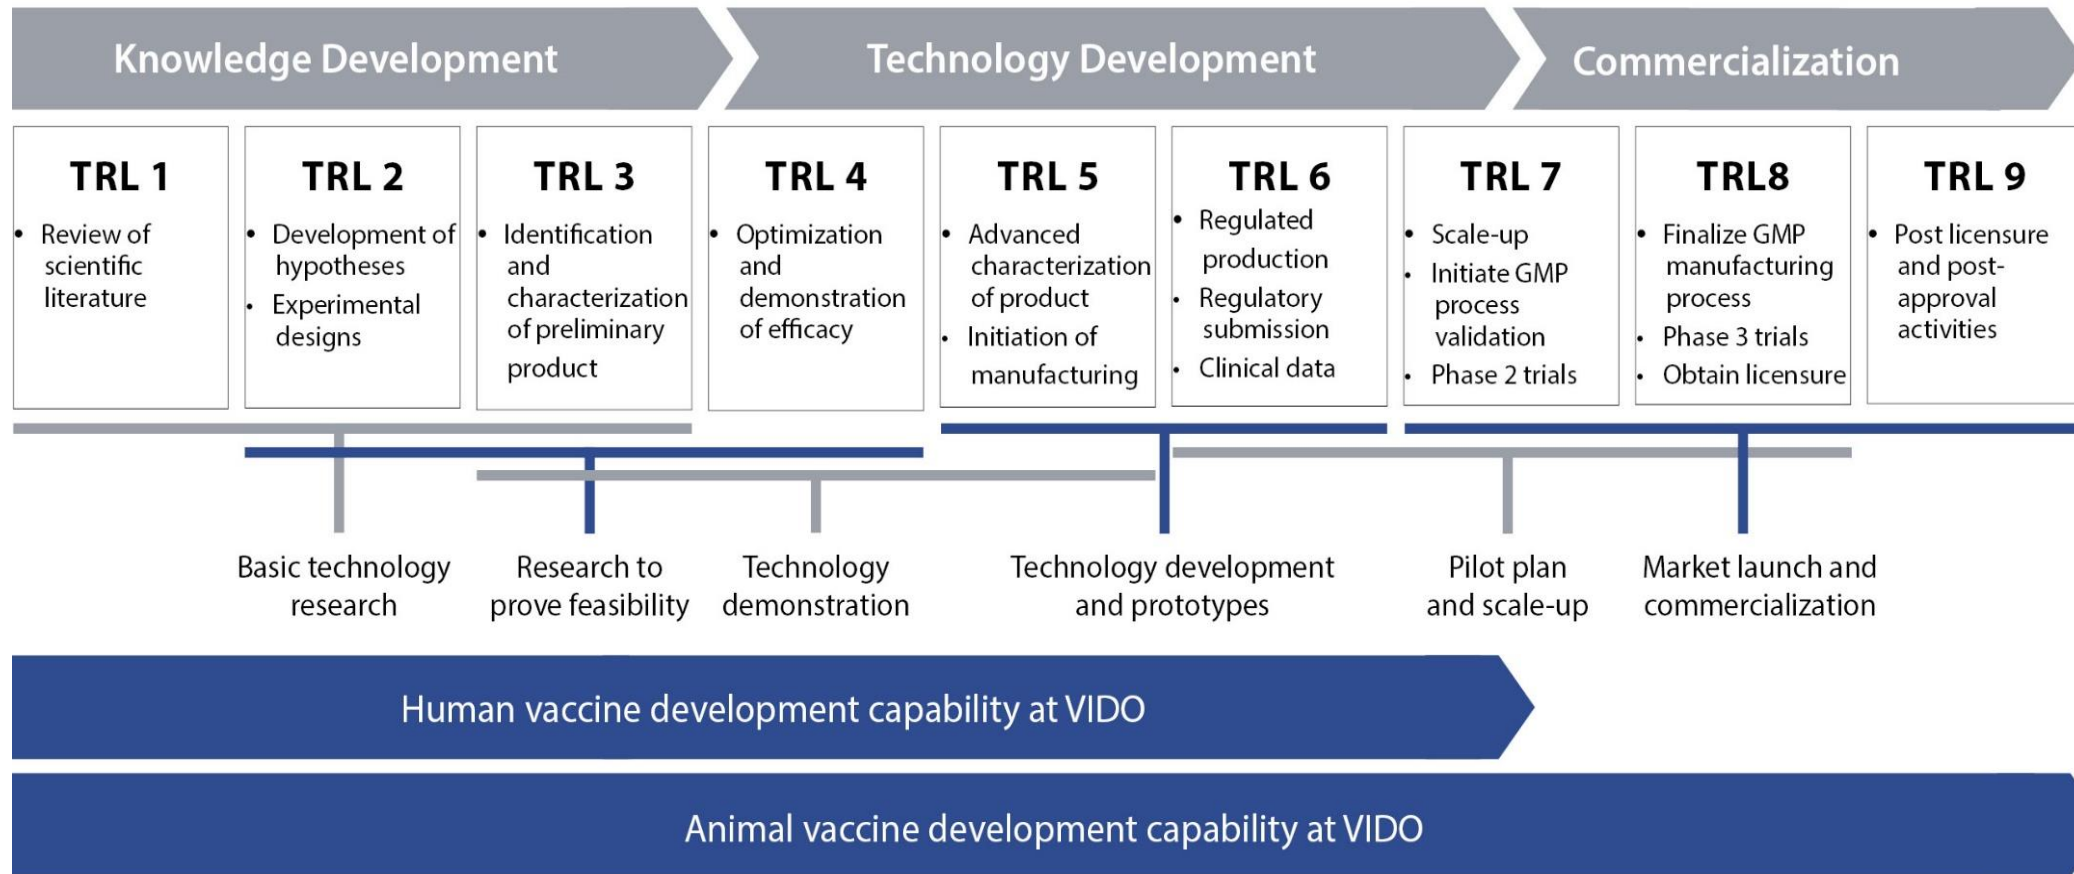 Knowledge Development
Technology Development
Commercialization
TRL 1
• Review of
scientific
literature
TRL 2
• Development of
hypotheses
• Experimental
designs
TRL 3
• Identification
and
characterization
of preliminary
product
TRL 4
• Optimization
and
demonstration
of efficacy
TRL 5
• Advanced
characterization
of product
• Initiation of
manufacturing
TRL 6
• Regulated
production
• Regulatory
submission
• Clinical data
TRL 7
• Scale-up
• Initiate GMP
process
validation
• Phase 2 trials
TRL8
• Finalize GMP
manufacturing
process
• Phase 3 trials
• Obtain licensure
TRL 9
• Post licensure
and post-
approval
activities
Basic technology
research
Research to
prove feasibility
Technology
demonstration
Technology development
and prototypes
Pilot plan
and scale-up
Market launch and
commercialization
Human vaccine development capability at VIDO
Animal vaccine development capability at VIDO